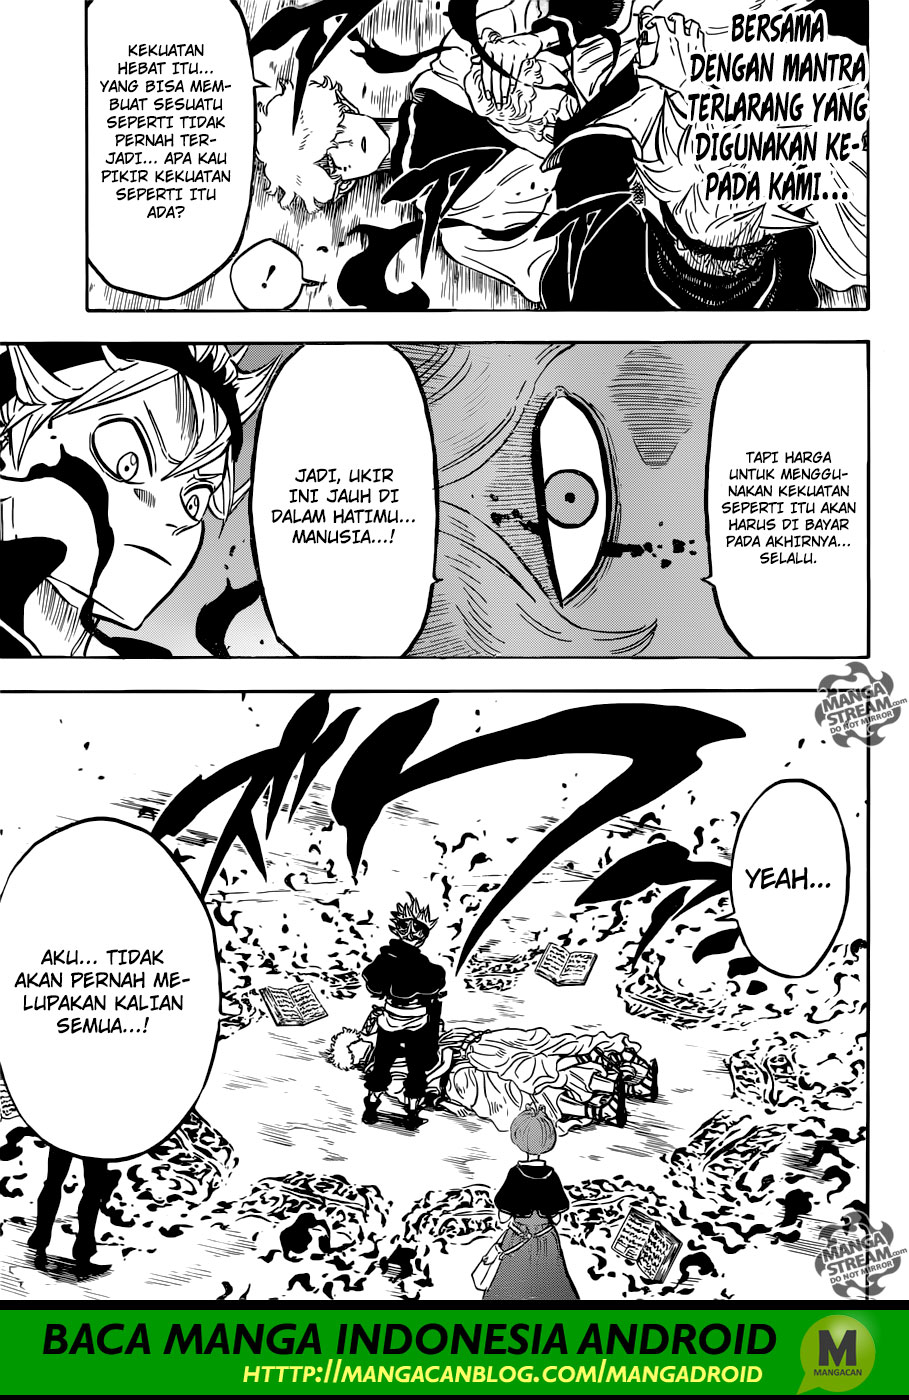 BERSAMA
DENGAN MANTRA
TERLARANG YANG
DIGUNAKAN KE-
PADA KAMI...
KEKUATAN
HEBAT ITU...
YANG BISA MEM-
BUAT SESUATU
SEPERTI TIDAK
PERNAH TER-
JADI... APA KAU
PIKIR KEKUATAN
SEPERTI ITU
ADA?
!
TAPI HARGA
UNTUK MENGGU-
NAKAN KEKUATAN
SEPERTI ITU AKAN
HARUS DI BAYAR
PADA AKHIRNYA...
SELALU.
JADI, UKIR
INI JAUH DI
DALAM HATIMU...
MANUSIA...!
MANGA
STREAM.com
DO NOT MIRROR
YEAH...
AKU... TIDAK
AKAN PERNAH ME-
LUPAKAN KALIAN
SEMUA...!
MANGA
STREAM.com
DO NOT MIRROR
BACA MANGA INDONESIA ANDROID
HTTTP://MANGACANBLOG.COM/MANGADROID
M
MANGACAN